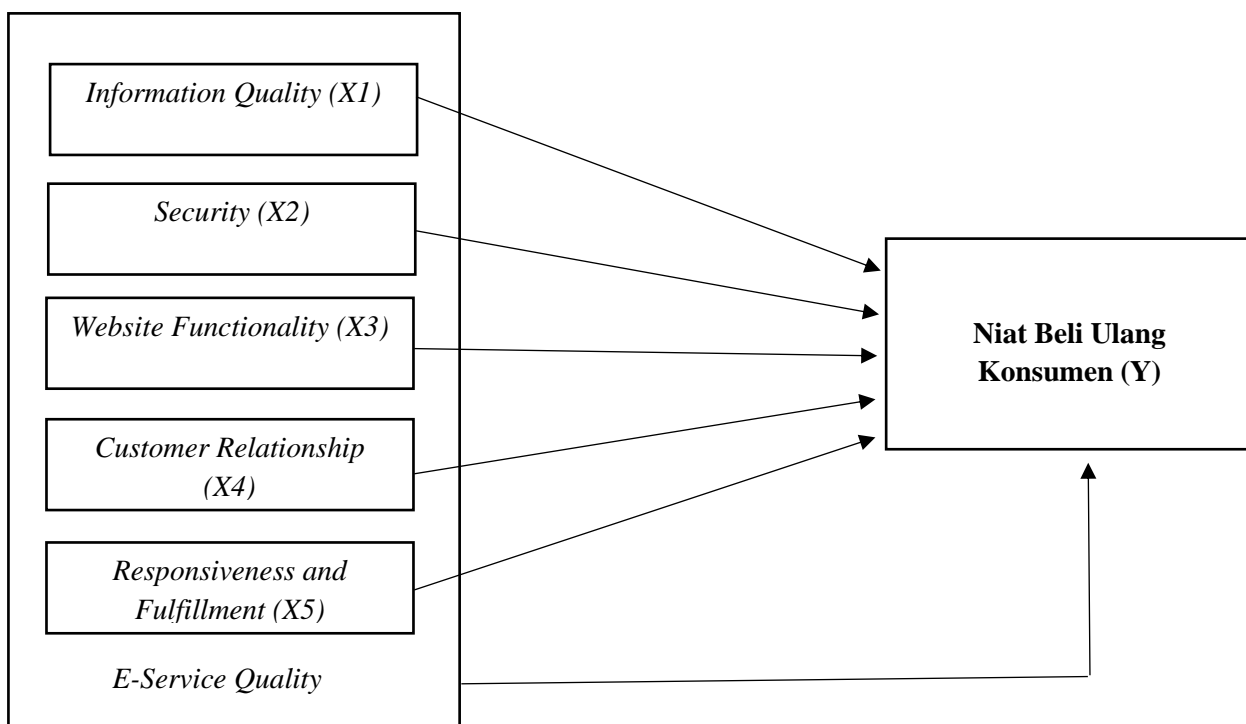 Information Quality (X1)
Security (X2)
Website Functionality (X3)
Customer Relationship
(X4)
Responsiveness and
Fulfillment (X5)
E-Service Quality
Niat Beli Ulang
Konsumen (Y)